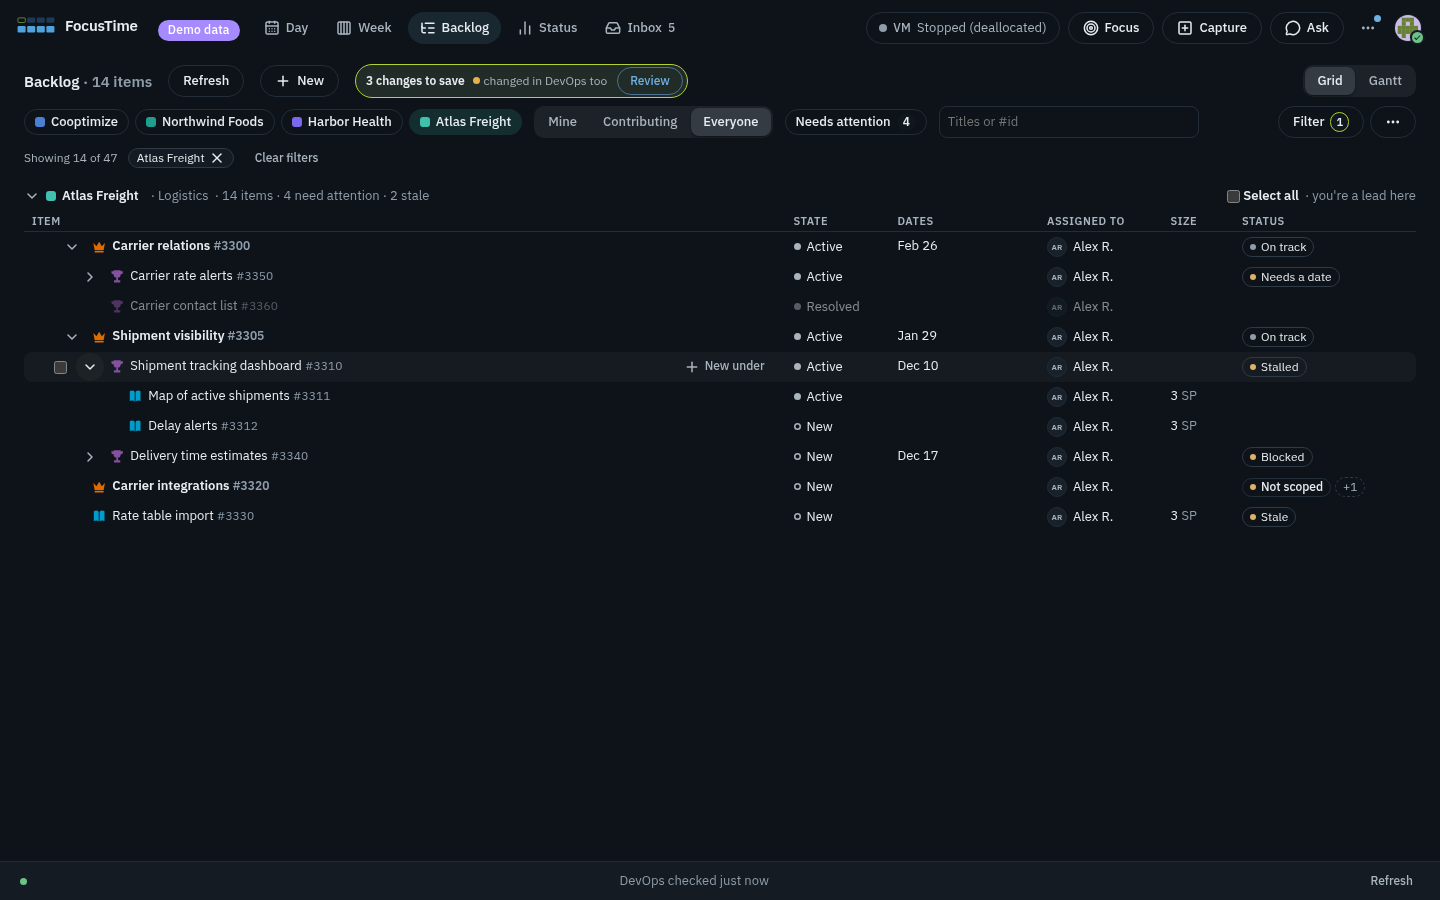 FocusTime Demo data Day Week Backlog Status Inbox 5 VM Stopped (deallocated) Focus Capture Ask
Backlog · 14 items Refresh New 3 changes to save changed in DevOps too Review Grid Gantt
Cooptimize Northwind Foods Harbor Health Atlas Freight Mine Contributing Everyone Needs attention 4 Titles or #id Filter 1
Showing 14 of 47 Atlas Freight Clear filters
Atlas Freight · Logistics · 14 items · 4 need attention · 2 stale Select all · you're a lead here
ITEM STATE DATES ASSIGNED TO SIZE STATUS
Carrier relations #3300 Active Feb 26 AR Alex R. On track
Carrier rate alerts #3350 Active AR Alex R. Needs a date
Carrier contact list #3360 Resolved AR Alex R.
Shipment visibility #3305 Active Jan 29 AR Alex R. On track
Shipment tracking dashboard #3310 New under Active Dec 10 AR Alex R. Stalled
Map of active shipments #3311 Active AR Alex R. 3 SP
Delay alerts #3312 New AR Alex R. 3 SP
Delivery time estimates #3340 New Dec 17 AR Alex R. Blocked
Carrier integrations #3320 New AR Alex R. Not scoped +1
Rate table import #3330 New AR Alex R. 3 SP Stale
DevOps checked just now Refresh